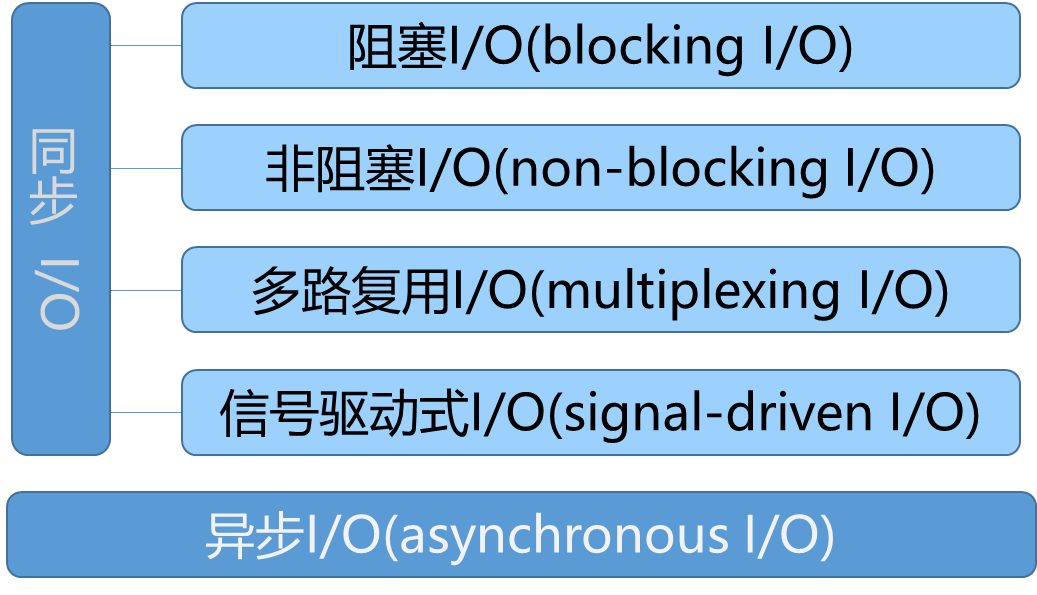 同步 I/O
阻塞I/O(blocking I/O)
非阻塞I/O(non-blocking I/O)
多路复用I/O(multiplexing I/O)
信号驱动式I/O(signal-driven I/O)
异步I/O(asynchronous I/O)